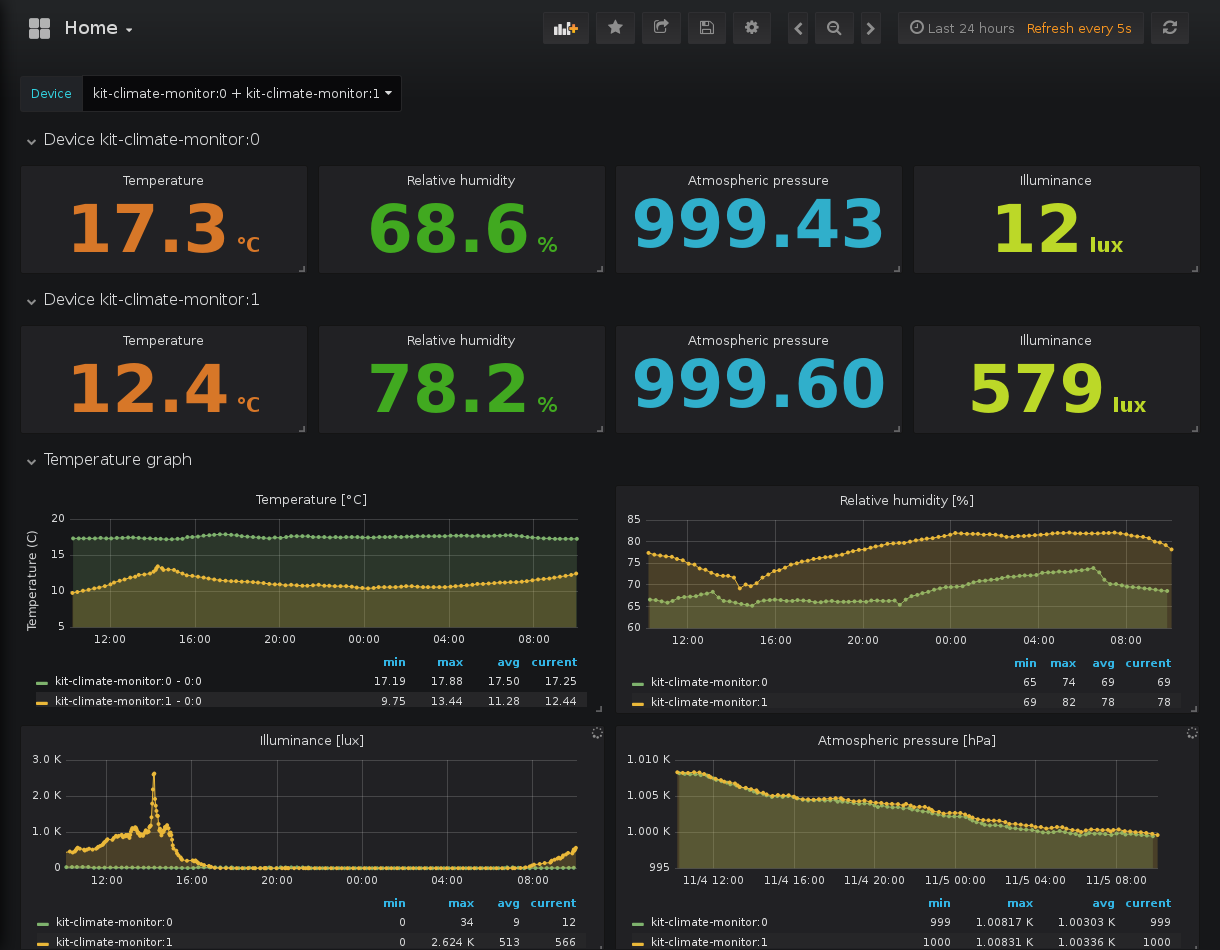 Home
Last 24 hours Refresh every 5s
Device kit-climate-monitor:0 + kit-climate-monitor:1
Device kit-climate-monitor:0
Temperature Relative humidity Atmospheric pressure Illuminance
17.3 °C 68.6 % 999.43 12 lux
Device kit-climate-monitor:1
Temperature Relative humidity Atmospheric pressure Illuminance
12.4 °C 78.2 % 999.60 579 lux
Temperature graph
Temperature [°C]
Temperature (C)
20
15
10
5
12:00 16:00 20:00 00:00 04:00 08:00
min max avg current
kit-climate-monitor:0 - 0:0 17.19 17.88 17.50 17.25
kit-climate-monitor:1 - 0:0 9.75 13.44 11.28 12.44
Relative humidity [%]
85
80
75
70
65
60
12:00 16:00 20:00 00:00 04:00 08:00
min max avg current
kit-climate-monitor:0 65 74 69 69
kit-climate-monitor:1 69 82 78 78
Illuminance [lux]
3.0 K
2.0 K
1.0 K
0
12:00 16:00 20:00 00:00 04:00 08:00
min max avg current
kit-climate-monitor:0 0 34 9 12
kit-climate-monitor:1 0 2.624 K 513 566
Atmospheric pressure [hPa]
1.010 K
1.005 K
1.000 K
995
11/4 12:00 11/4 16:00 11/4 20:00 11/5 00:00 11/5 04:00 11/5 08:00
min max avg current
kit-climate-monitor:0 999 1.00817 K 1.00303 K 999
kit-climate-monitor:1 1000 1.00831 K 1.00336 K 1000